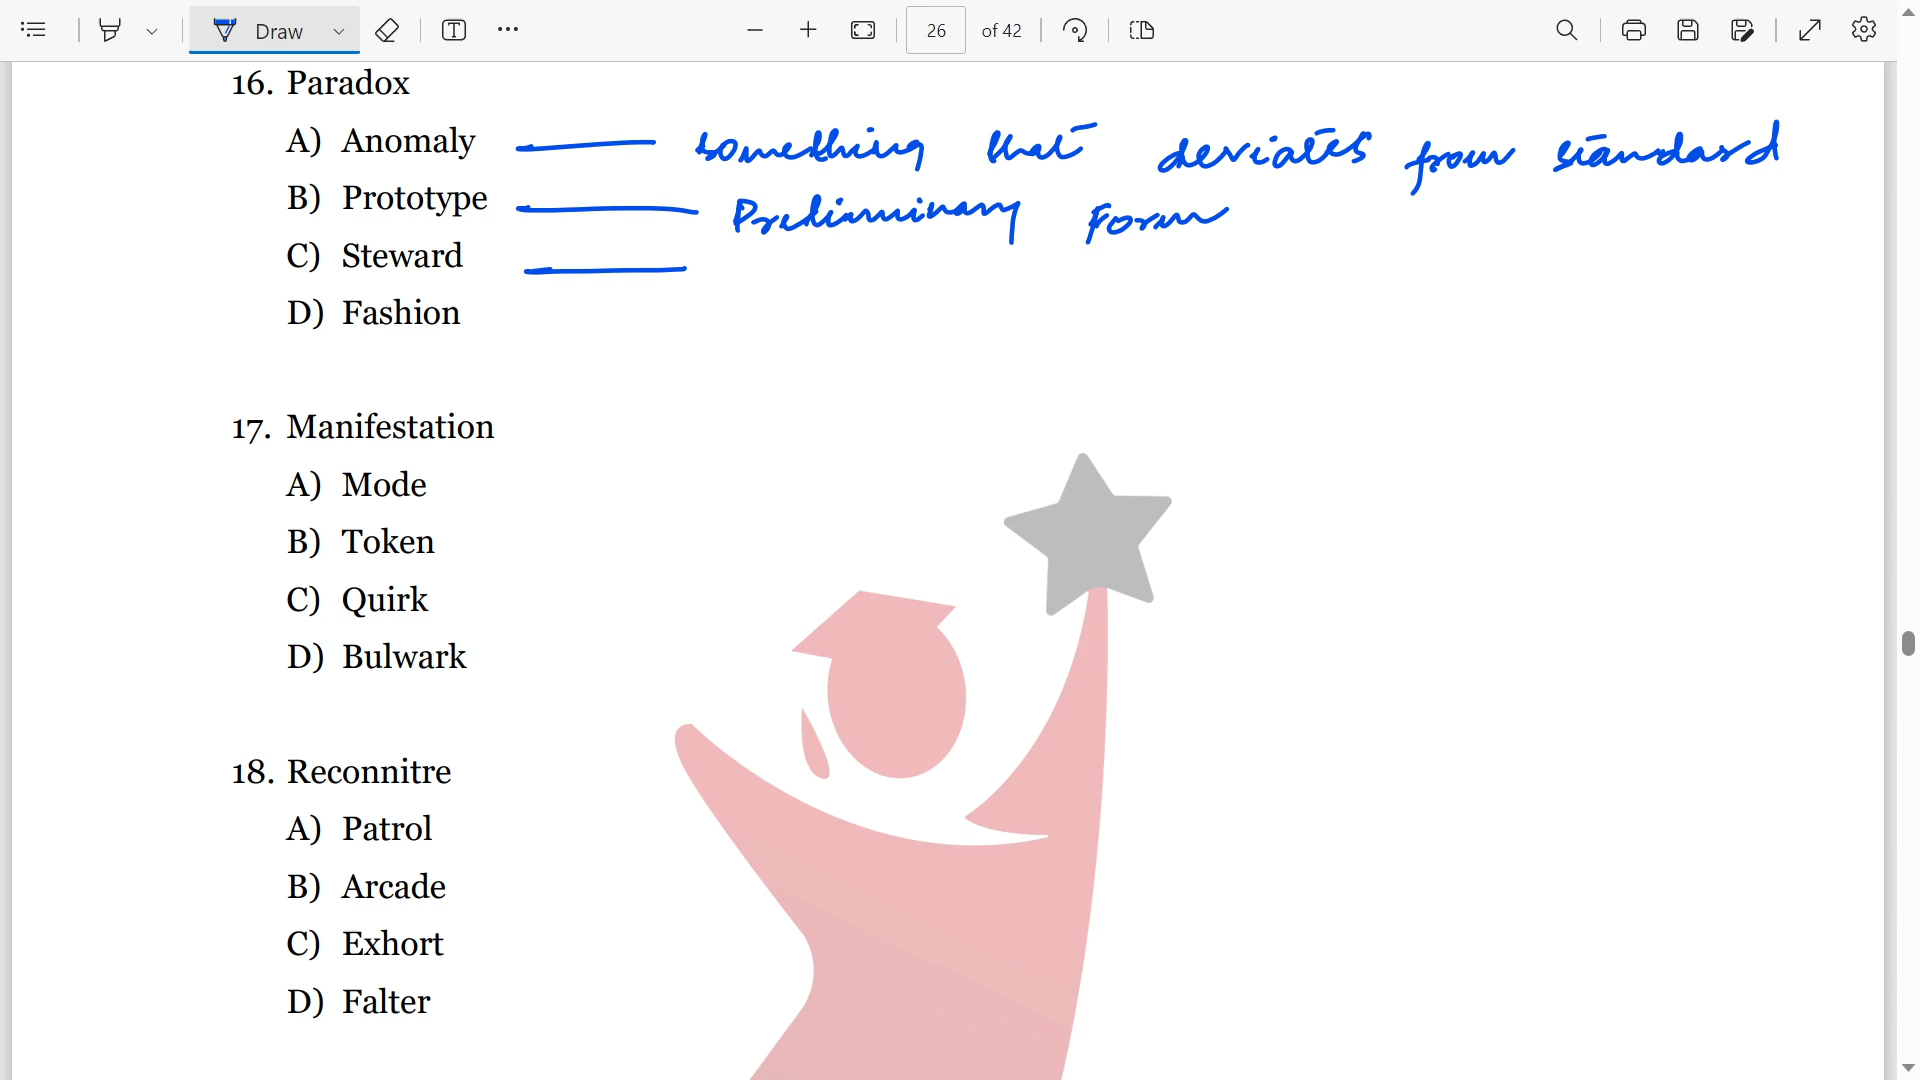 Draw
26 of 42
16. Paradox
A) Anomaly something that deviates from standard
B) Prototype Preliminary Form
C) Steward
D) Fashion
17. Manifestation
A) Mode
B) Token
C) Quirk
D) Bulwark
18. Reconnitre
A) Patrol
B) Arcade
C) Exhort
D) Falter